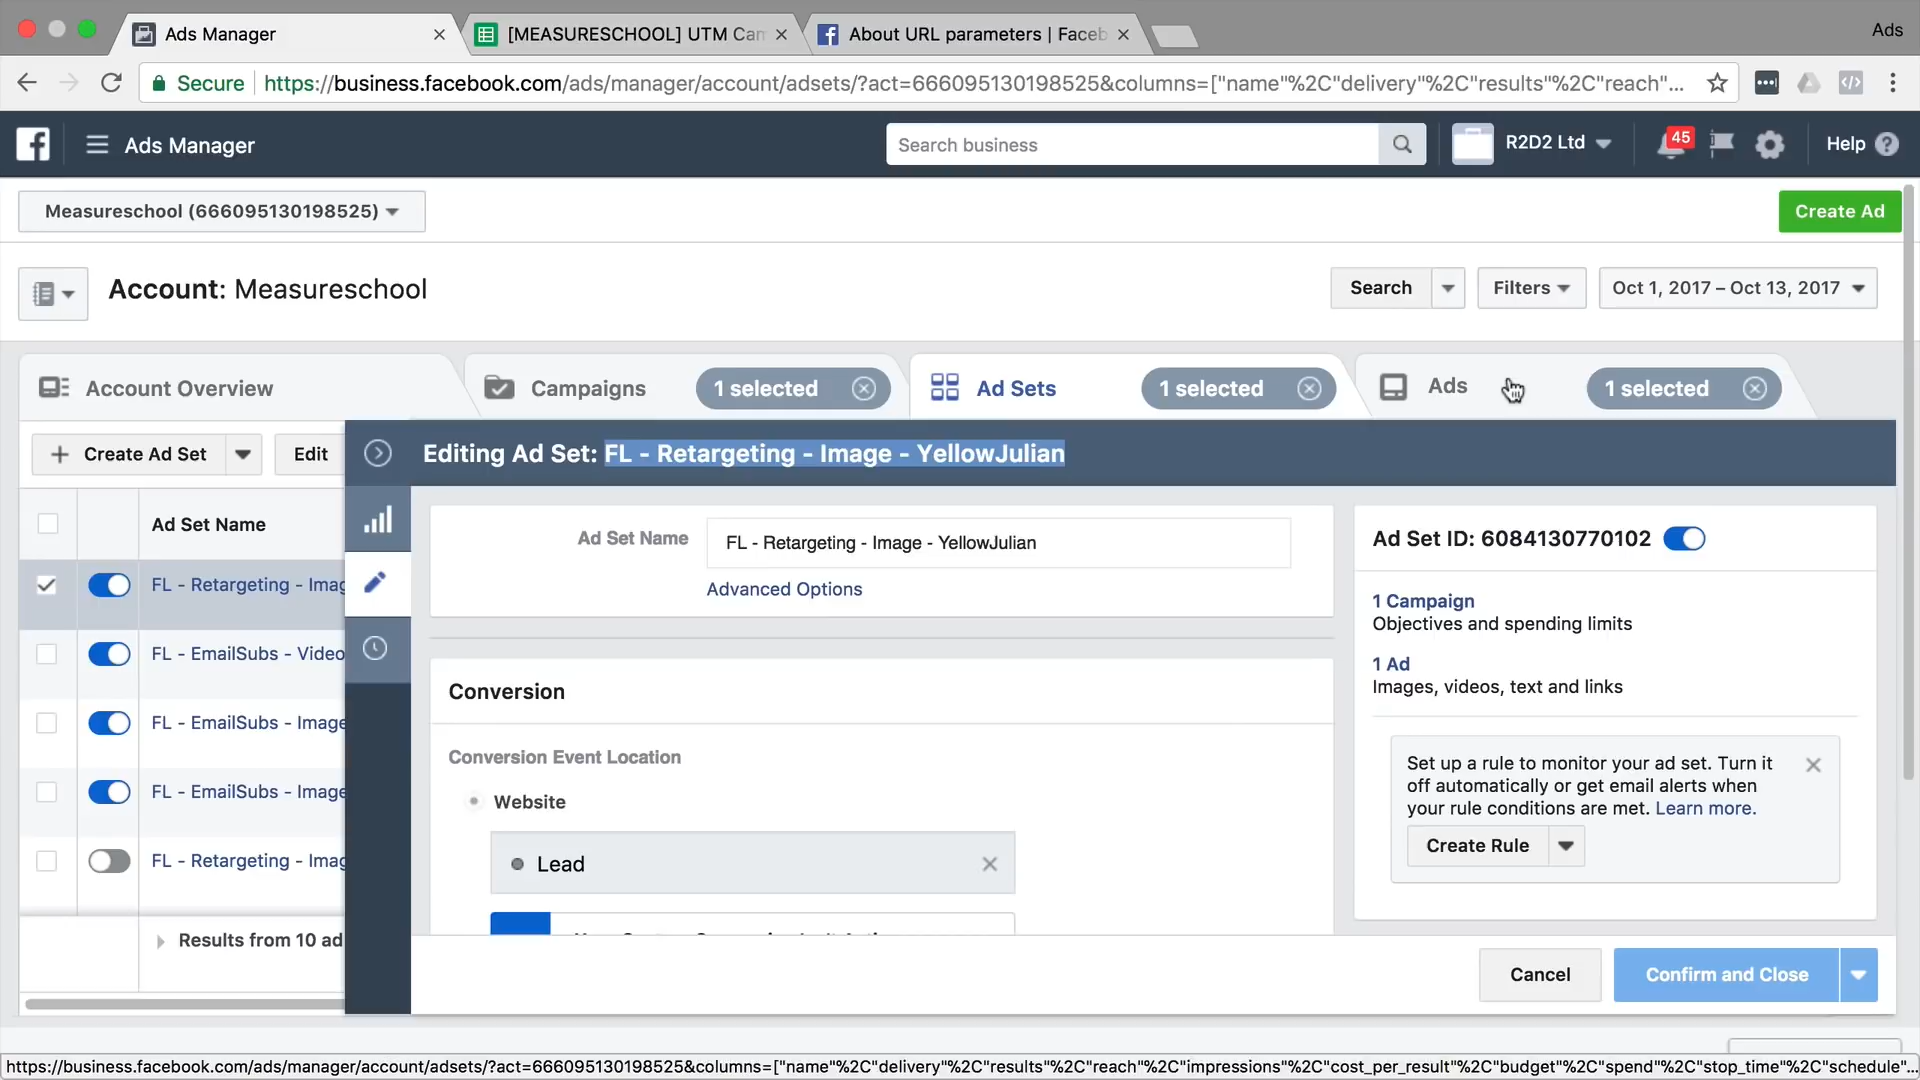 Ads Manager
[MEASURESCHOOL] UTM Cam
About URL parameters | Faceb
Ads
Secure
https://business.facebook.com/ads/manager/account/adsets/?act=666095130198525&columns=["name"%2C"delivery"%2C"results"%2C"reach"...
Ads Manager
Search business
R2D2 Ltd
45
Help
Measureschool (666095130198525)
Create Ad
Account: Measureschool
Search
Filters
Oct 1, 2017 – Oct 13, 2017
Account Overview
Campaigns
1 selected
Ad Sets
1 selected
Ads
1 selected
Create Ad Set
Edit
Editing Ad Set: FL - Retargeting - Image - YellowJulian
Ad Set Name
FL - Retargeting - Imag
FL - EmailSubs - Video
FL - EmailSubs - Image
FL - EmailSubs - Image
FL - Retargeting - Imag
Results from 10 ad
Ad Set Name
FL - Retargeting - Image - YellowJulian
Advanced Options
Conversion
Conversion Event Location
Website
Lead
Ad Set ID: 6084130770102
1 Campaign
Objectives and spending limits
1 Ad
Images, videos, text and links
Set up a rule to monitor your ad set. Turn it
off automatically or get email alerts when
your rule conditions are met. Learn more.
Create Rule
Cancel
Confirm and Close
https://business.facebook.com/ads/manager/account/adsets/?act=666095130198525&columns=["name"%2C"delivery"%2C"results"%2C"reach"%2C"impressions"%2C"cost_per_result"%2C"budget"%2C"spend"%2C"stop_time"%2C"schedule"...